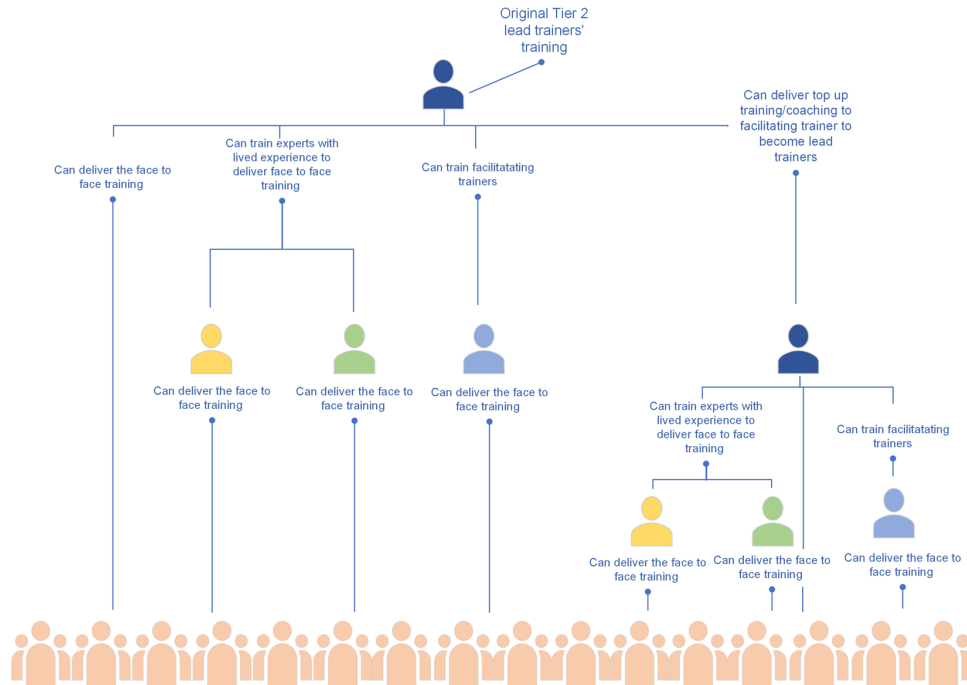 Original Tier 2
lead trainers'
training
Can deliver the face to
face training
Can train experts with
lived experience to
deliver face to face
training
Can train facilitatating
trainers
Can deliver top up
training/coaching to
facilitating trainer to
become lead
trainers
Can deliver the face to
face training
Can deliver the face to
face training
Can deliver the face to
face training
Can train experts with
lived experience to
deliver face to face
training
Can train facilitatating
trainers
Can deliver the face to
face training
Can deliver the face to
face training
Can deliver the face to
face training